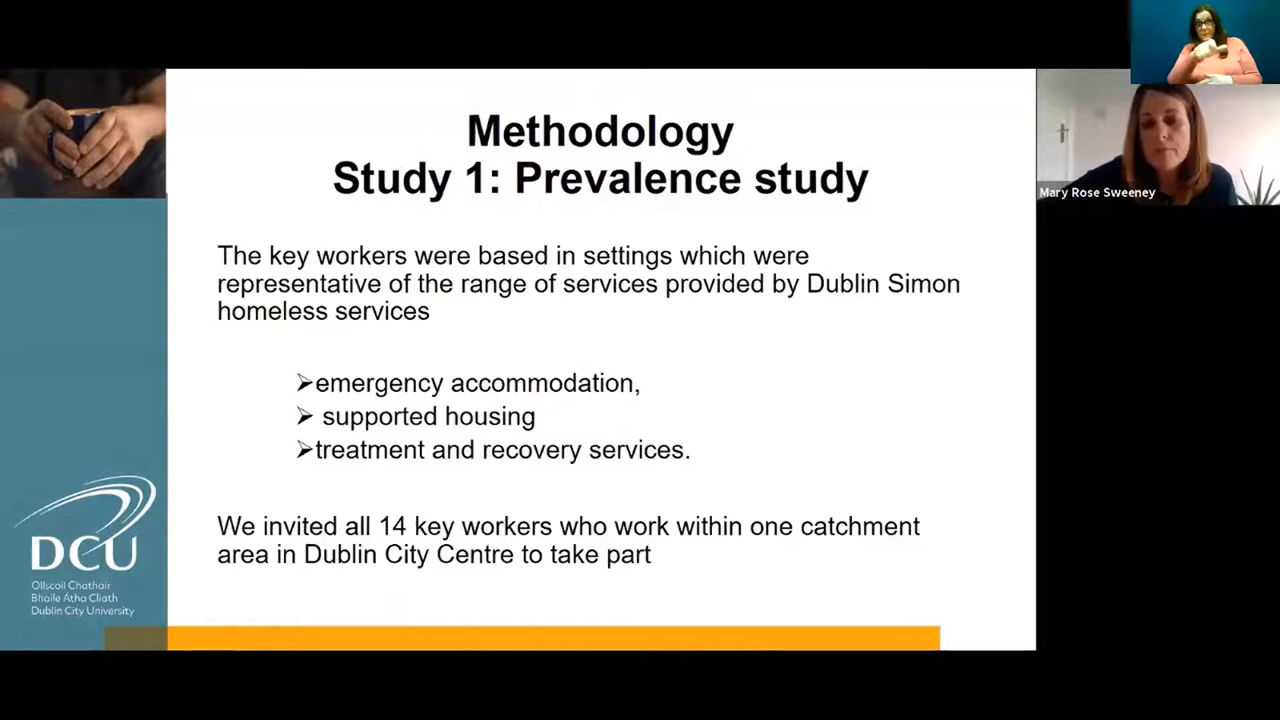 Methodology
Study 1: Prevalence study
Mary Rose Sweeney
The key workers were based in settings which were
representative of the range of services provided by Dublin Simon
homeless services
➢emergency accommodation,
➢ supported housing
➢treatment and recovery services.
We invited all 14 key workers who work within one catchment
area in Dublin City Centre to take part
DCU
Ollscoil Chathair
Bhaile Átha Cliath
Dublin City University